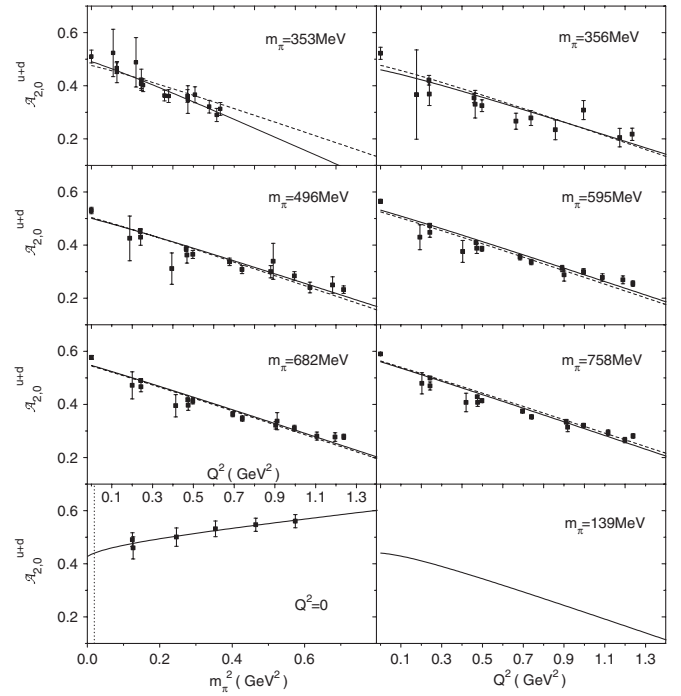 0.6
0.4
0.2
𝒜2,0 u+d
mπ=353MeV
mπ=356MeV
0.6
0.4
0.2
𝒜2,0 u+d
mπ=496MeV
mπ=595MeV
0.6
0.4
0.2
𝒜2,0 u+d
mπ=682MeV
mπ=758MeV
Q² ( GeV² )
0.1 0.3 0.5 0.7 0.9 1.1 1.3
0.6
0.4
0.2
𝒜2,0 u+d
Q²=0
mπ=139MeV
0.0 0.2 0.4 0.6
0.1 0.3 0.5 0.7 0.9 1.1 1.3
mπ² (GeV²)
Q² ( GeV² )